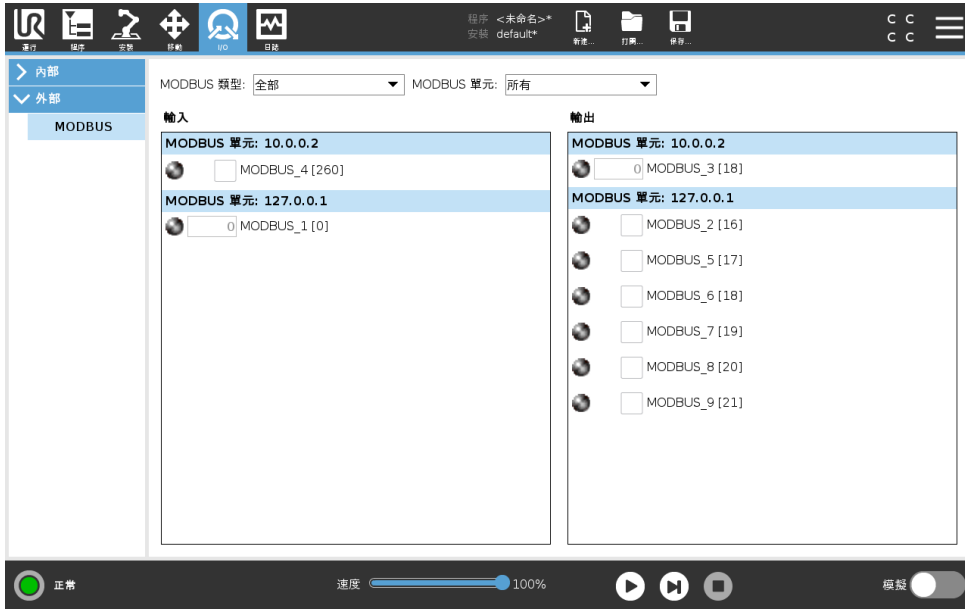 運行 程序 安裝 移動 I/O 日誌
程序 <未命名>*
安裝 default*
新建... 打開... 保存...
C C
C C
內部
外部
MODBUS
MODBUS 類型: 全部 MODBUS 單元: 所有
輸入
MODBUS 單元: 10.0.0.2
MODBUS_4 [260]
MODBUS 單元: 127.0.0.1
0 MODBUS_1 [0]
輸出
MODBUS 單元: 10.0.0.2
0 MODBUS_3 [18]
MODBUS 單元: 127.0.0.1
MODBUS_2 [16]
MODBUS_5 [17]
MODBUS_6 [18]
MODBUS_7 [19]
MODBUS_8 [20]
MODBUS_9 [21]
正常 速度 100% 模擬